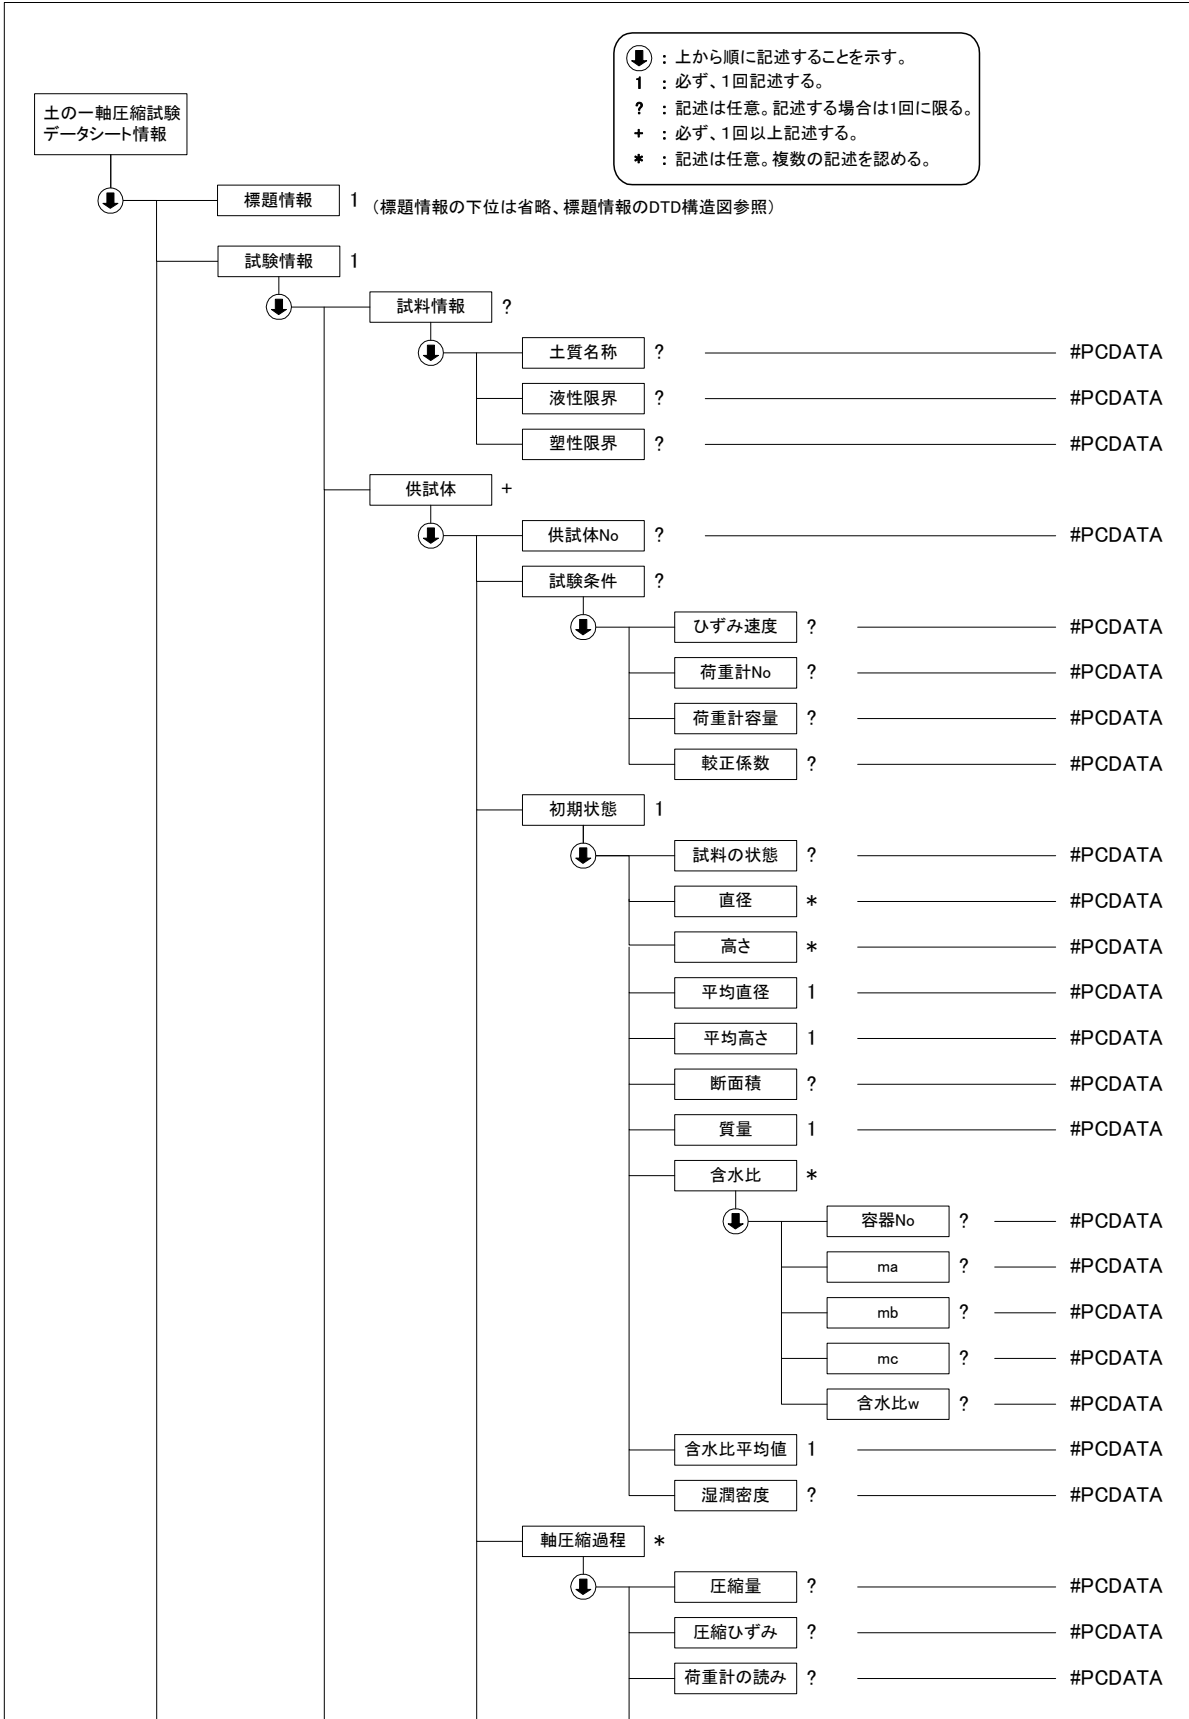 ： 上から順に記述することを示す。
1 ： 必ず、1回記述する。
? ： 記述は任意。記述する場合は1回に限る。
+ ： 必ず、1回以上記述する。
* ： 記述は任意。複数の記述を認める。
土の一軸圧縮試験
データシート情報
標題情報 1 （標題情報の下位は省略、標題情報のDTD構造図参照）
試験情報 1
試料情報 ?
土質名称 ? #PCDATA
液性限界 ? #PCDATA
塑性限界 ? #PCDATA
供試体 +
供試体No ? #PCDATA
試験条件 ?
ひずみ速度 ? #PCDATA
荷重計No ? #PCDATA
荷重計容量 ? #PCDATA
較正係数 ? #PCDATA
初期状態 1
試料の状態 ? #PCDATA
直径 * #PCDATA
高さ * #PCDATA
平均直径 1 #PCDATA
平均高さ 1 #PCDATA
断面積 ? #PCDATA
質量 1 #PCDATA
含水比 *
容器No ? #PCDATA
ma ? #PCDATA
mb ? #PCDATA
mc ? #PCDATA
含水比w ? #PCDATA
含水比平均値 1 #PCDATA
湿潤密度 ? #PCDATA
軸圧縮過程 *
圧縮量 ? #PCDATA
圧縮ひずみ ? #PCDATA
荷重計の読み ? #PCDATA